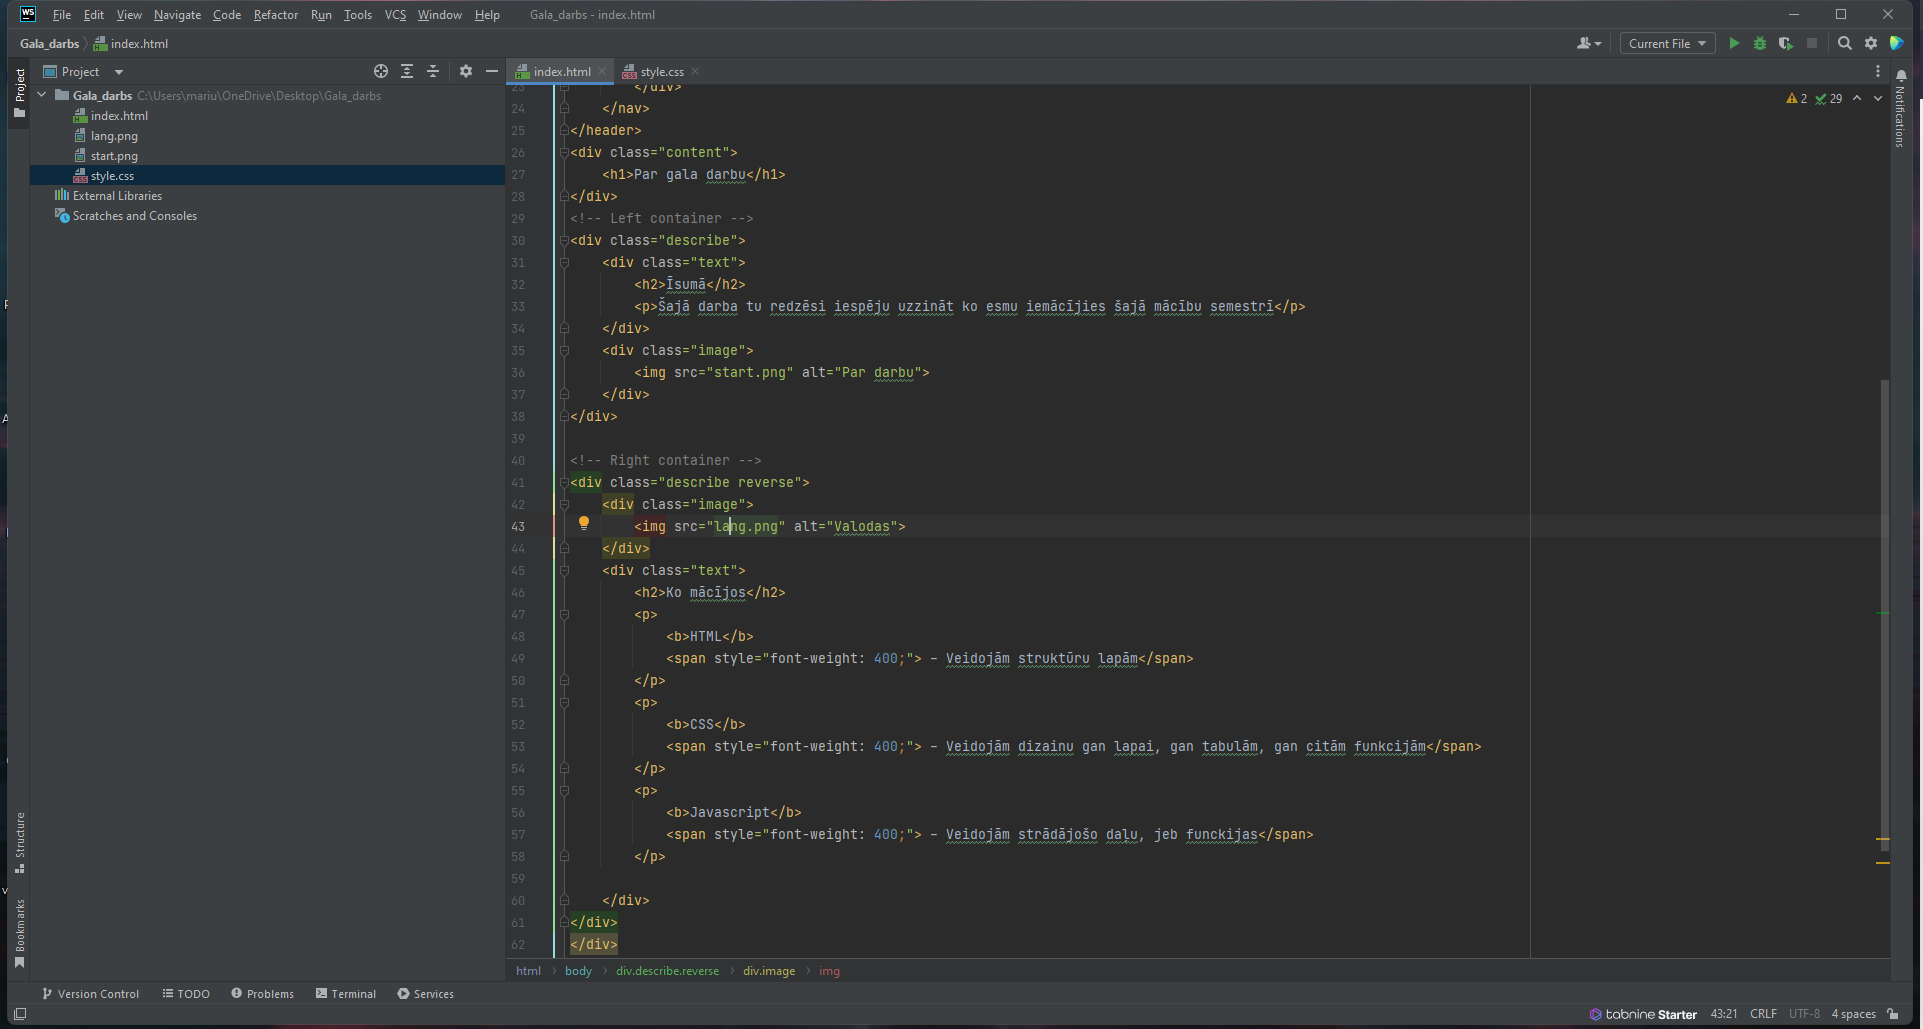 File Edit View Navigate Code Refactor Run Tools VCS Window Help Gala_darbs - index.html
Gala_darbs index.html Current File
Project index.html style.css
Gala_darbs C:\Users\mariu\OneDrive\Desktop\Gala_darbs
index.html
lang.png
start.png
style.css
External Libraries
Scratches and Consoles
Project
Structure
Bookmarks
Notifications
2 29
23 </div>
24 </nav>
25 </header>
26 <div class="content">
27 <h1>Par gala darbu</h1>
28 </div>
29 <!-- Left container -->
30 <div class="describe">
31 <div class="text">
32 <h2>Īsumā</h2>
33 <p>Šajā darba tu redzēsi iespēju uzzināt ko esmu iemācījies šajā mācību semestrī</p>
34 </div>
35 <div class="image">
36 <img src="start.png" alt="Par darbu">
37 </div>
38 </div>
39
40 <!-- Right container -->
41 <div class="describe reverse">
42 <div class="image">
43 <img src="lang.png" alt="Valodas">
44 </div>
45 <div class="text">
46 <h2>Ko mācījos</h2>
47 <p>
48 <b>HTML</b>
49 <span style="font-weight: 400;"> – Veidojām struktūru lapām</span>
50 </p>
51 <p>
52 <b>CSS</b>
53 <span style="font-weight: 400;"> – Veidojām dizainu gan lapai, gan tabulām, gan citām funkcijām</span>
54 </p>
55 <p>
56 <b>Javascript</b>
57 <span style="font-weight: 400;"> – Veidojām strādājošo daļu, jeb funckijas</span>
58 </p>
59
60 </div>
61 </div>
62 </div>
html body div.describe.reverse div.image img
Version Control TODO Problems Terminal Services
tabnine Starter 43:21 CRLF UTF-8 4 spaces